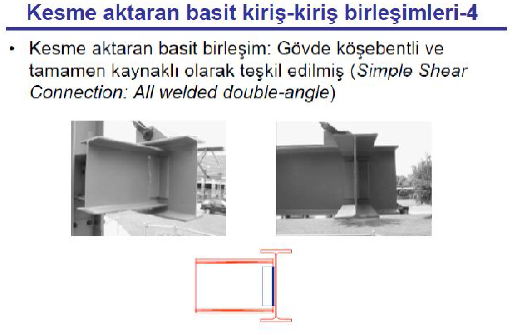 Kesme aktaran basit kiriş-kiriş birleşimleri-4
• Kesme aktaran basit birleşim: Gövde köşebentli ve
tamamen kaynaklı olarak teşkil edilmiş (Simple Shear
Connection: All welded double-angle)